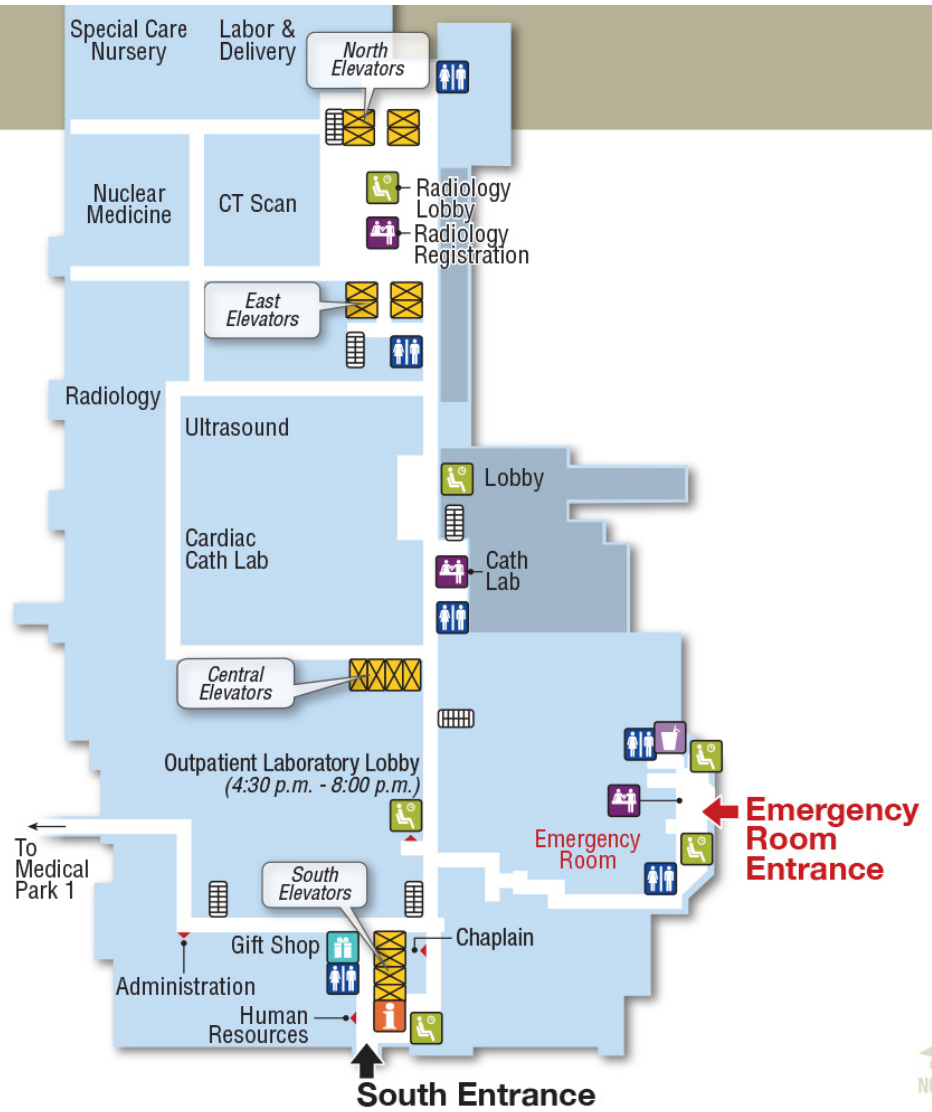 Special Care
Nursery
Labor &
Delivery
North
Elevators
Nuclear
Medicine
CT Scan
Radiology
Lobby
Radiology
Registration
East
Elevators
Radiology
Ultrasound
Lobby
Cardiac
Cath Lab
Cath
Lab
Central
Elevators
Outpatient Laboratory Lobby
(4:30 p.m. - 8:00 p.m.)
Emergency
Room
Emergency
Room
Entrance
To
Medical
Park 1
South
Elevators
Gift Shop
Chaplain
Administration
Human
Resources
South Entrance